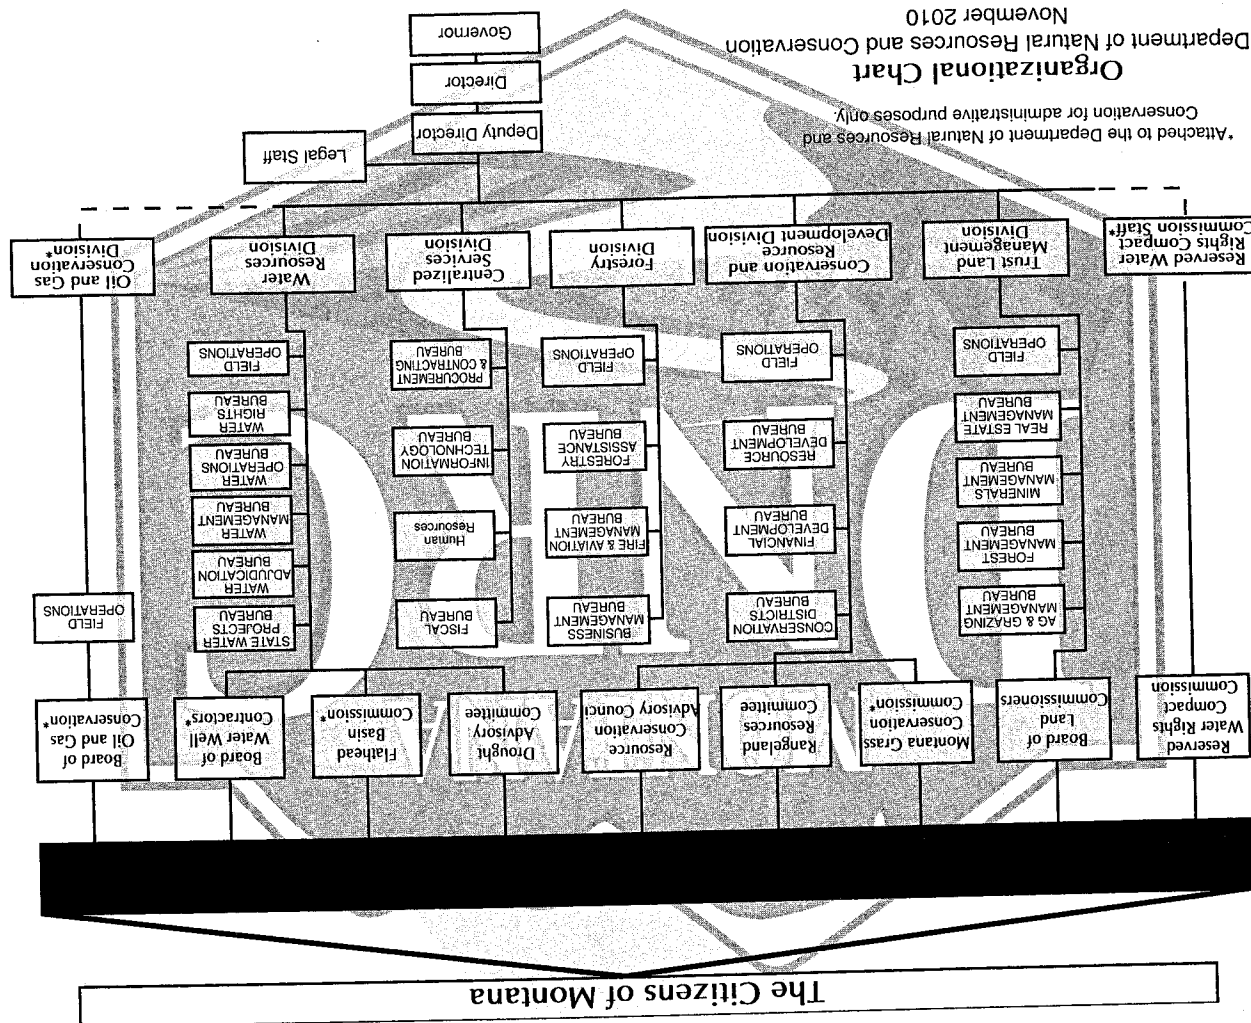 The Citizens of Montana
Reserved
Water Rights
Compact
Commission
Board of
Land
Commissioners
Montana Grass
Conservation
Commission*
Rangeland
Resources
Committee
Resource
Conservation
Advisory Counci
Drought
Advisory
Committee
Flathead
Basin
Commission*
Board of
Water Well
Contractors*
Board of
Oil and Gas
Conservation*
AG & GRAZING
MANAGEMENT
BUREAU
FOREST
MANAGEMENT
BUREAU
MINERALS
MANAGEMENT
BUREAU
REAL ESTATE
MANAGEMENT
BUREAU
FIELD
OPERATIONS
CONSERVATION
DISTRICTS
BUREAU
FINANCIAL
DEVELOPMENT
BUREAU
RESOURCE
DEVELOPMENT
BUREAU
FIELD
OPERATIONS
BUSINESS
MANAGEMENT
BUREAU
FIRE & AVIATION
MANAGEMENT
BUREAU
FORESTRY
ASSISTANCE
BUREAU
FIELD
OPERATIONS
FISCAL
BUREAU
Human
Resources
INFORMATION
TECHNOLOGY
BUREAU
PROCUREMENT
& CONTRACTING
BUREAU
STATE WATER
PROJECTS
BUREAU
WATER
ADJUDICATION
BUREAU
WATER
MANAGEMENT
BUREAU
WATER
OPERATIONS
BUREAU
WATER
RIGHTS
BUREAU
FIELD
OPERATIONS
FIELD
OPERATIONS
Reserved Water
Rights Compact
Commission Staff*
Trust Land
Management
Division
Conservation and
Resource
Development Division
Forestry
Division
Centralized
Services
Division
Water
Resources
Division
Oil and Gas
Conservation
Division*
Legal Staff
Deputy Director
Director
Governor
*Attached to the Department of Natural Resources and
Conservation for administrative purposes only.
Organizational Chart
Department of Natural Resources and Conservation
November 2010
DNRC